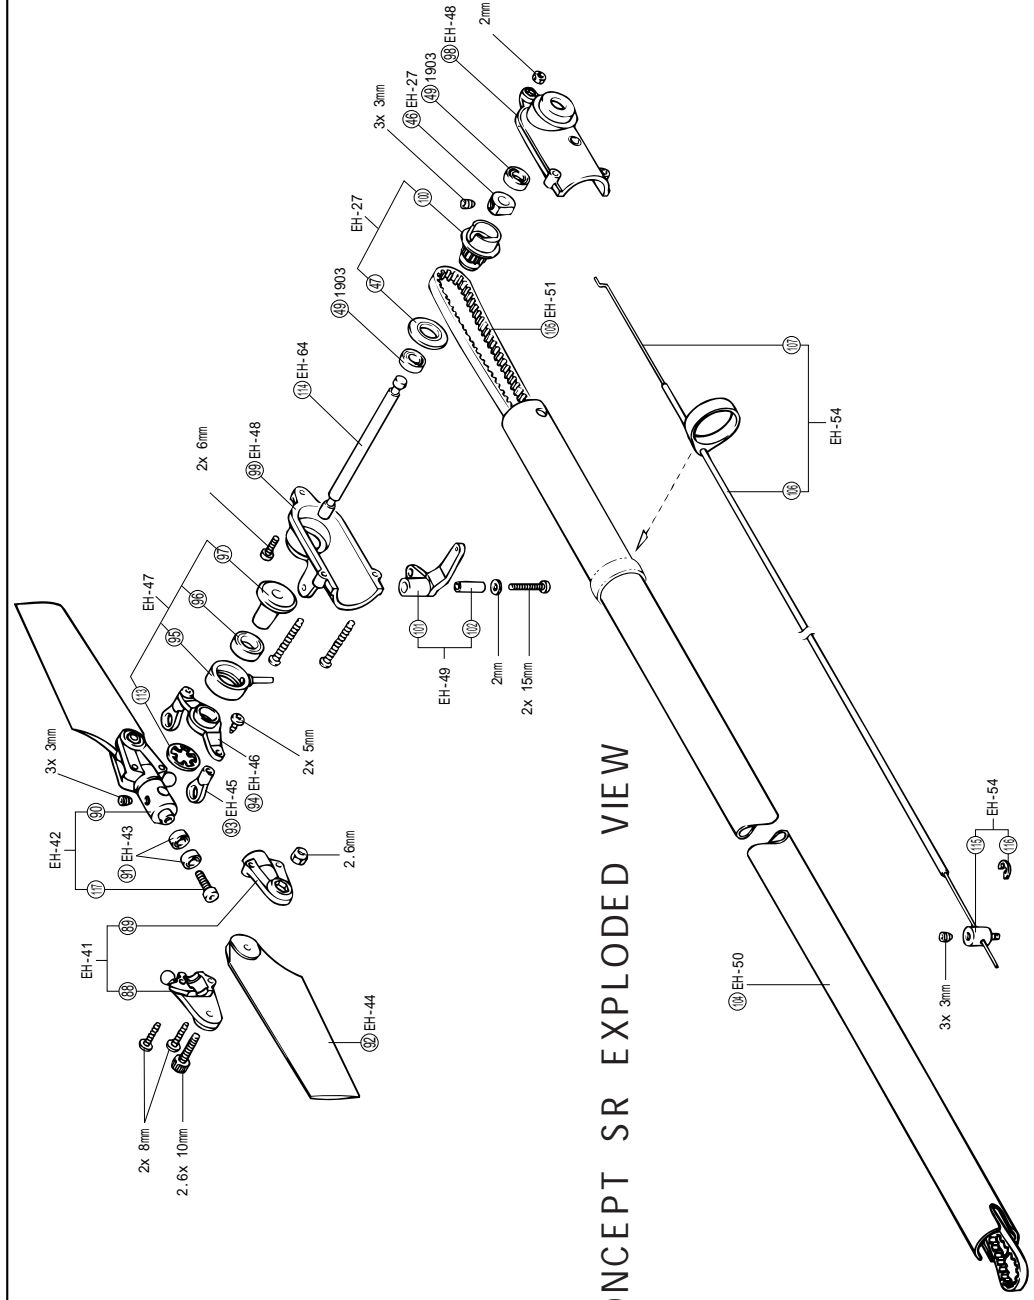 2mm
98 EH-48
49 1903
46 EH-27
3x 3mm
EH-27
100
47
49 1903
114 EH-64
99 EH-48
2x 6mm
EH-47
97
96
95
113
3x 3mm
EH-42
90
91 EH-43
117
EH-41
89
88
2x 8mm
2.6x 10mm
92 EH-44
2.6mm
93 EH-45
94 EH-46
2x 5mm
EH-49
101
102
2mm
2x 15mm
105 EH-51
EH-54
107
106
104 EH-50
EH-54
115
116
3x 3mm
ONCEPT SR EXPLODED VIEW